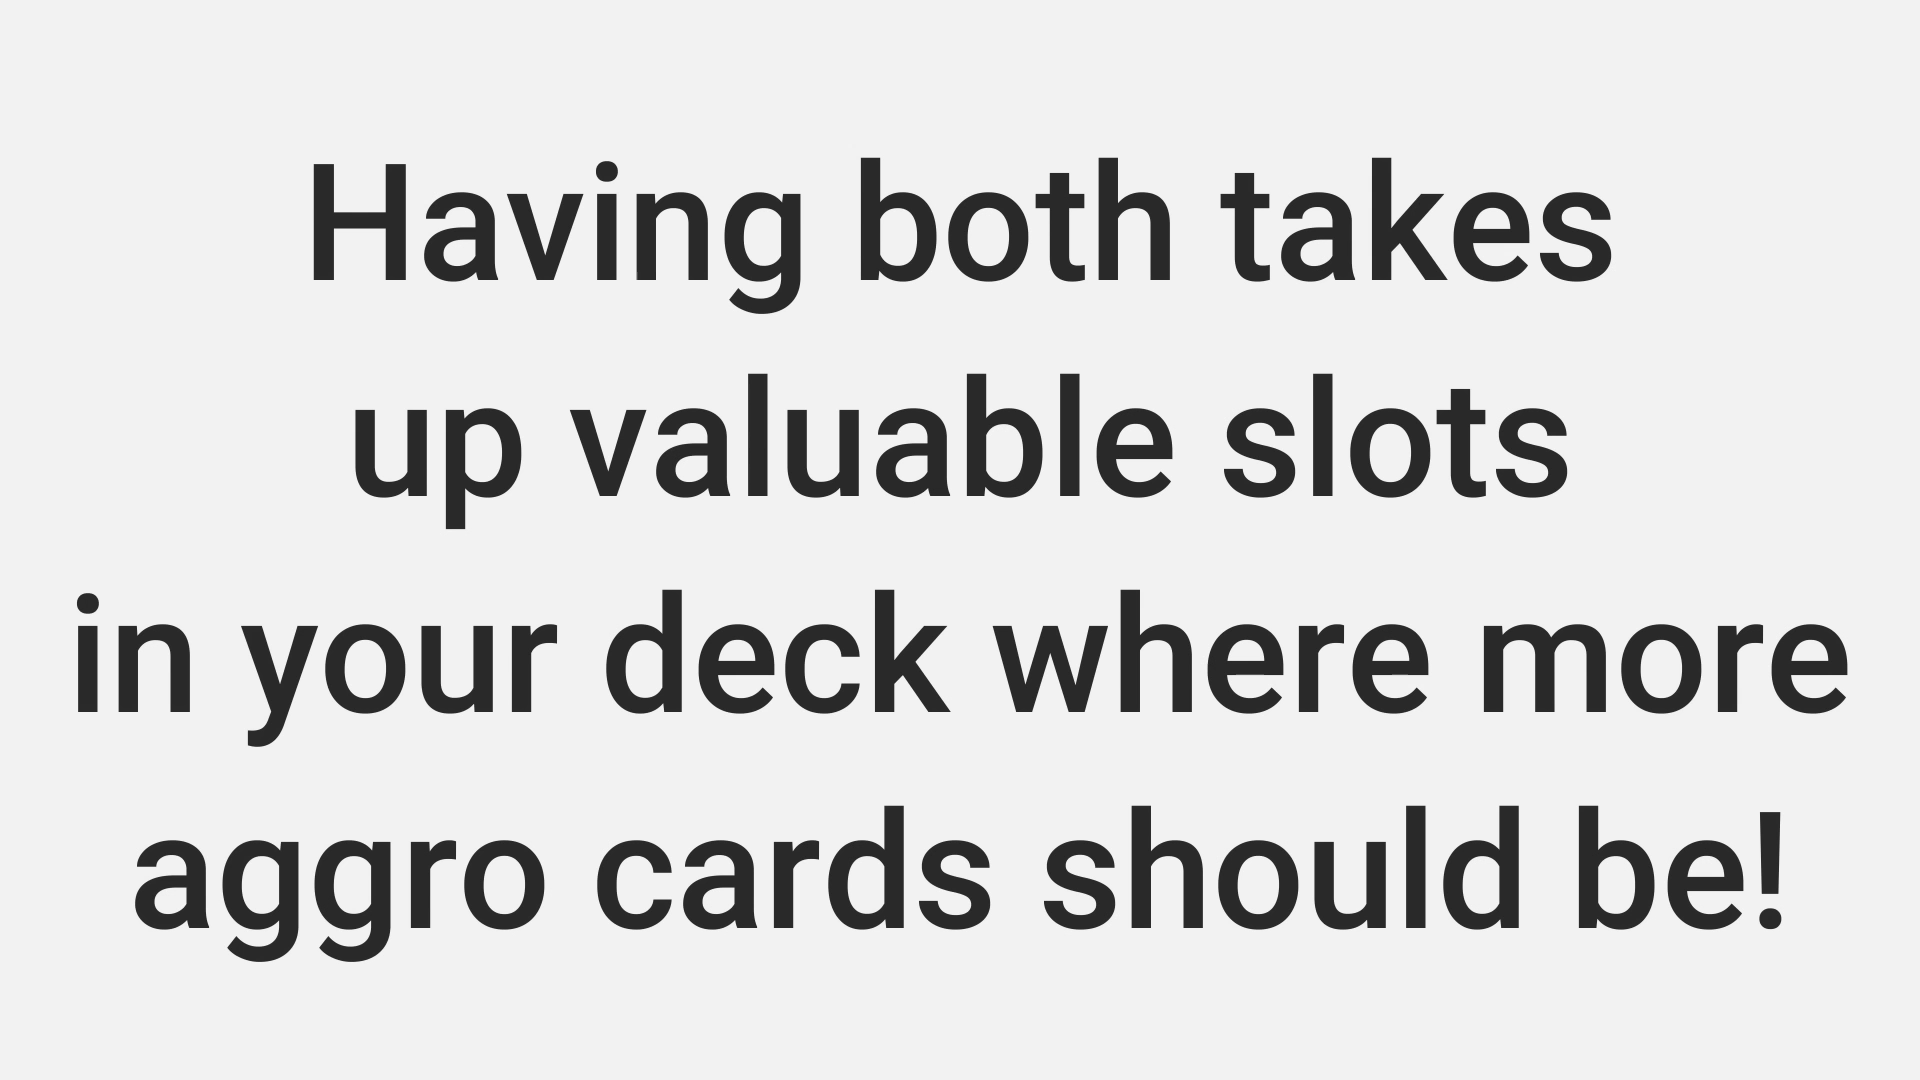 Having both takes
up valuable slots
in your deck where more
aggro cards should be!